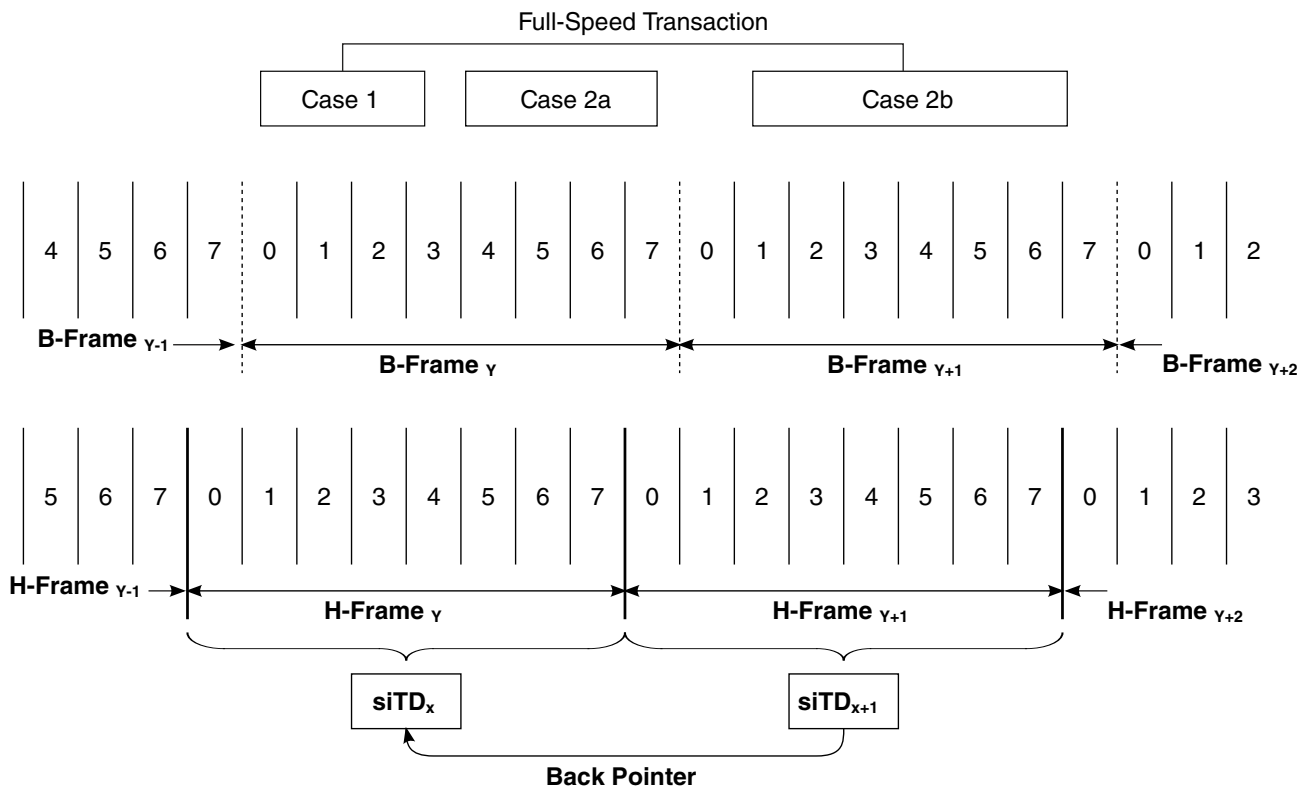 Full-Speed Transaction
Case 1 Case 2a Case 2b
4 5 6 7 0 1 2 3 4 5 6 7 0 1 2 3 4 5 6 7 0 1 2
B-Frame Y-1 B-Frame Y B-Frame Y+1 B-Frame Y+2
5 6 7 0 1 2 3 4 5 6 7 0 1 2 3 4 5 6 7 0 1 2 3
H-Frame Y-1 H-Frame Y H-Frame Y+1 H-Frame Y+2
siTDx siTDx+1
Back Pointer